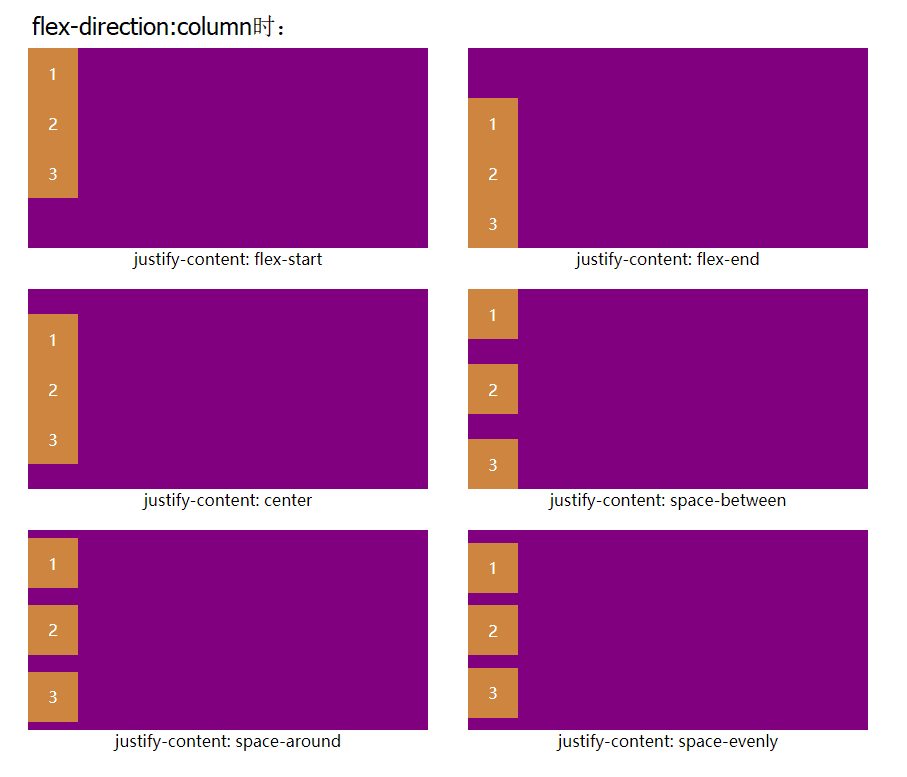 flex-direction:column时：
1
2
3
justify-content: flex-start
1
2
3
justify-content: flex-end
1
2
3
justify-content: center
1
2
3
justify-content: space-between
1
2
3
justify-content: space-around
1
2
3
justify-content: space-evenly